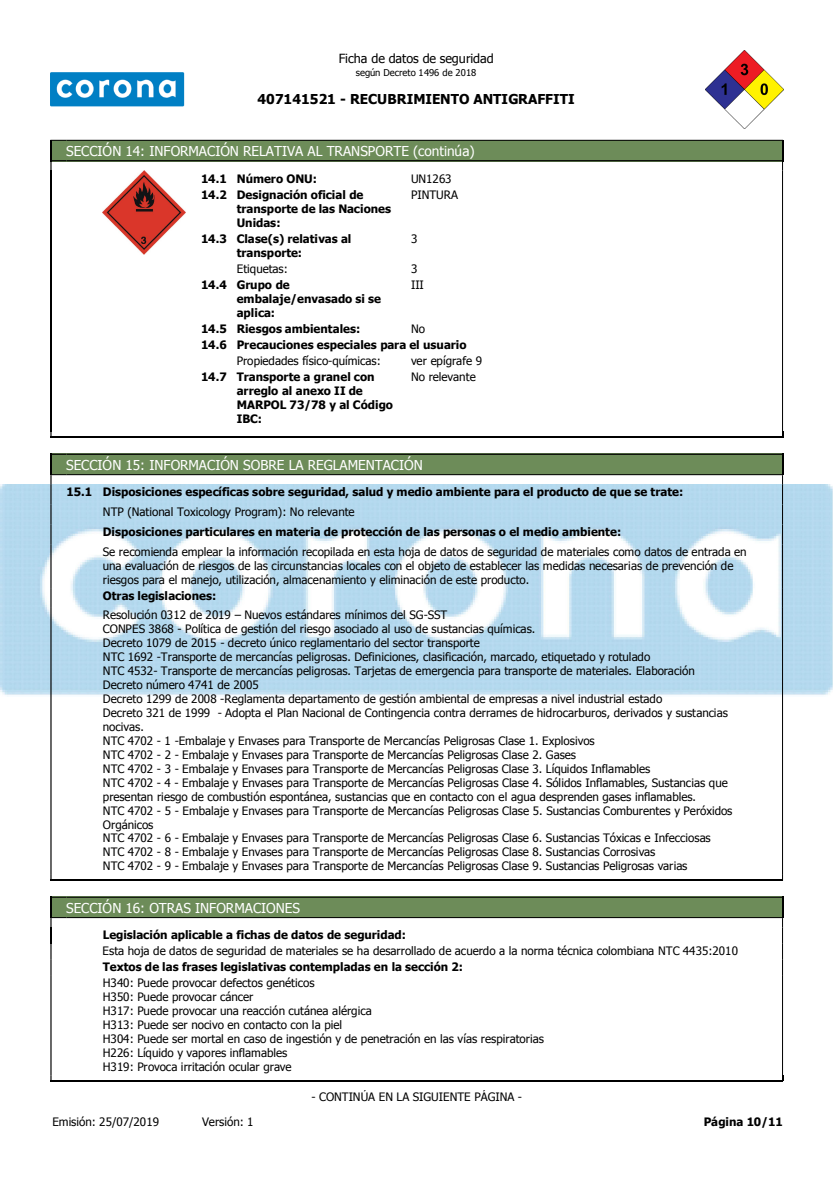 Ficha de datos de seguridad
según Decreto 1496 de 2018
corona
407141521 - RECUBRIMIENTO ANTIGRAFFITI
3
1
0
SECCIÓN 14: INFORMACIÓN RELATIVA AL TRANSPORTE (continúa)
3
14.1 Número ONU: UN1263
14.2 Designación oficial de PINTURA
transporte de las Naciones
Unidas:
14.3 Clase(s) relativas al 3
transporte:
Etiquetas: 3
14.4 Grupo de III
embalaje/envasado si se
aplica:
14.5 Riesgos ambientales: No
14.6 Precauciones especiales para el usuario
Propiedades físico-químicas: ver epígrafe 9
14.7 Transporte a granel con No relevante
arreglo al anexo II de
MARPOL 73/78 y al Código
IBC:
SECCIÓN 15: INFORMACIÓN SOBRE LA REGLAMENTACIÓN
corona
15.1 Disposiciones específicas sobre seguridad, salud y medio ambiente para el producto de que se trate:
NTP (National Toxicology Program): No relevante
Disposiciones particulares en materia de protección de las personas o el medio ambiente:
Se recomienda emplear la información recopilada en esta hoja de datos de seguridad de materiales como datos de entrada en
una evaluación de riesgos de las circunstancias locales con el objeto de establecer las medidas necesarias de prevención de
riesgos para el manejo, utilización, almacenamiento y eliminación de este producto.
Otras legislaciones:
Resolución 0312 de 2019 – Nuevos estándares mínimos del SG-SST
CONPES 3868 - Política de gestión del riesgo asociado al uso de sustancias químicas.
Decreto 1079 de 2015 - decreto único reglamentario del sector transporte
NTC 1692 -Transporte de mercancías peligrosas. Definiciones, clasificación, marcado, etiquetado y rotulado
NTC 4532- Transporte de mercancías peligrosas. Tarjetas de emergencia para transporte de materiales. Elaboración
Decreto número 4741 de 2005
Decreto 1299 de 2008 -Reglamenta departamento de gestión ambiental de empresas a nivel industrial estado
Decreto 321 de 1999 - Adopta el Plan Nacional de Contingencia contra derrames de hidrocarburos, derivados y sustancias
nocivas.
NTC 4702 - 1 -Embalaje y Envases para Transporte de Mercancías Peligrosas Clase 1. Explosivos
NTC 4702 - 2 - Embalaje y Envases para Transporte de Mercancías Peligrosas Clase 2. Gases
NTC 4702 - 3 - Embalaje y Envases para Transporte de Mercancías Peligrosas Clase 3. Líquidos Inflamables
NTC 4702 - 4 - Embalaje y Envases para Transporte de Mercancías Peligrosas Clase 4. Sólidos Inflamables, Sustancias que
presentan riesgo de combustión espontánea, sustancias que en contacto con el agua desprenden gases inflamables.
NTC 4702 - 5 - Embalaje y Envases para Transporte de Mercancías Peligrosas Clase 5. Sustancias Comburentes y Peróxidos
Orgánicos
NTC 4702 - 6 - Embalaje y Envases para Transporte de Mercancías Peligrosas Clase 6. Sustancias Tóxicas e Infecciosas
NTC 4702 - 8 - Embalaje y Envases para Transporte de Mercancías Peligrosas Clase 8. Sustancias Corrosivas
NTC 4702 - 9 - Embalaje y Envases para Transporte de Mercancías Peligrosas Clase 9. Sustancias Peligrosas varias
SECCIÓN 16: OTRAS INFORMACIONES
Legislación aplicable a fichas de datos de seguridad:
Esta hoja de datos de seguridad de materiales se ha desarrollado de acuerdo a la norma técnica colombiana NTC 4435:2010
Textos de las frases legislativas contempladas en la sección 2:
H340: Puede provocar defectos genéticos
H350: Puede provocar cáncer
H317: Puede provocar una reacción cutánea alérgica
H313: Puede ser nocivo en contacto con la piel
H304: Puede ser mortal en caso de ingestión y de penetración en las vías respiratorias
H226: Líquido y vapores inflamables
H319: Provoca irritación ocular grave
- CONTINÚA EN LA SIGUIENTE PÀGINA -
Emisión: 25/07/2019 Versión: 1 Página 10/11